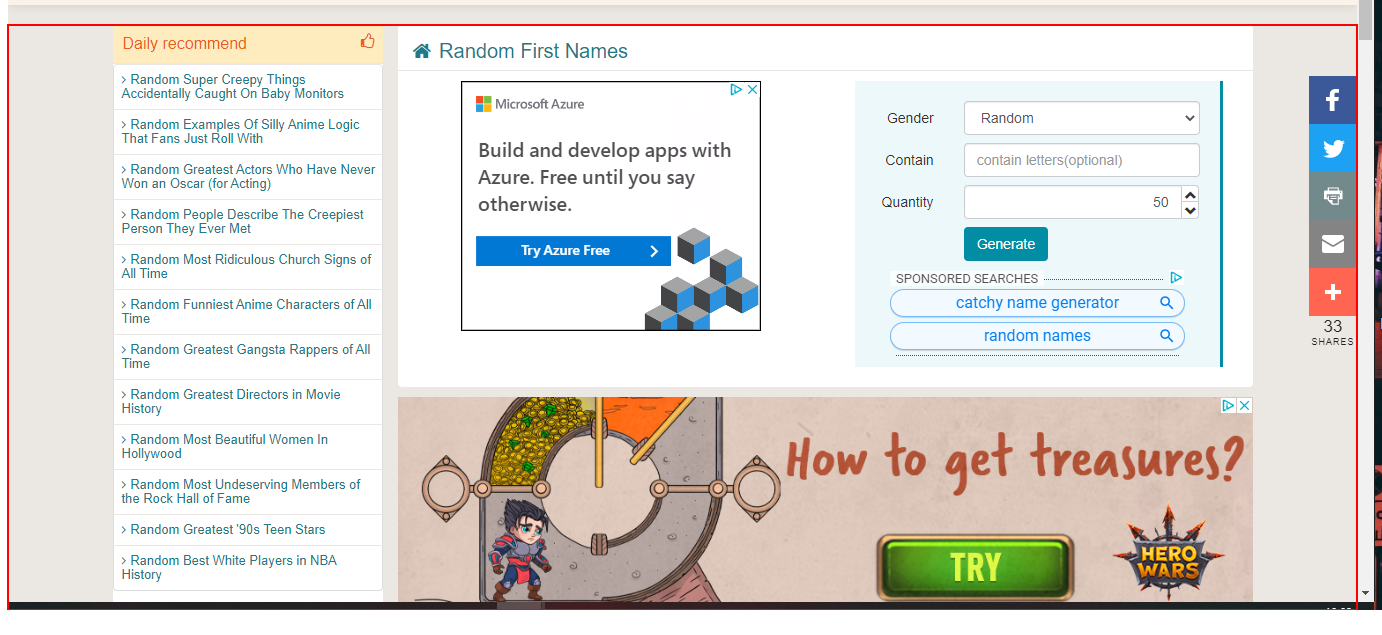 Daily recommend
Random Super Creepy Things
Accidentally Caught On Baby Monitors
Random Examples Of Silly Anime Logic
That Fans Just Roll With
Random Greatest Actors Who Have Never
Won an Oscar (for Acting)
Random People Describe The Creepiest
Person They Ever Met
Random Most Ridiculous Church Signs of
All Time
Random Funniest Anime Characters of All
Time
Random Greatest Gangsta Rappers of All
Time
Random Greatest Directors in Movie
History
Random Most Beautiful Women In
Hollywood
Random Most Undeserving Members of
the Rock Hall of Fame
Random Greatest '90s Teen Stars
Random Best White Players in NBA
History
Random First Names
Microsoft Azure
Build and develop apps with
Azure. Free until you say
otherwise.
Try Azure Free
Gender
Random
Contain
contain letters(optional)
Quantity
50
Generate
SPONSORED SEARCHES
catchy name generator
random names
How to get treasures?
TRY
HERO
WARS
33
SHARES